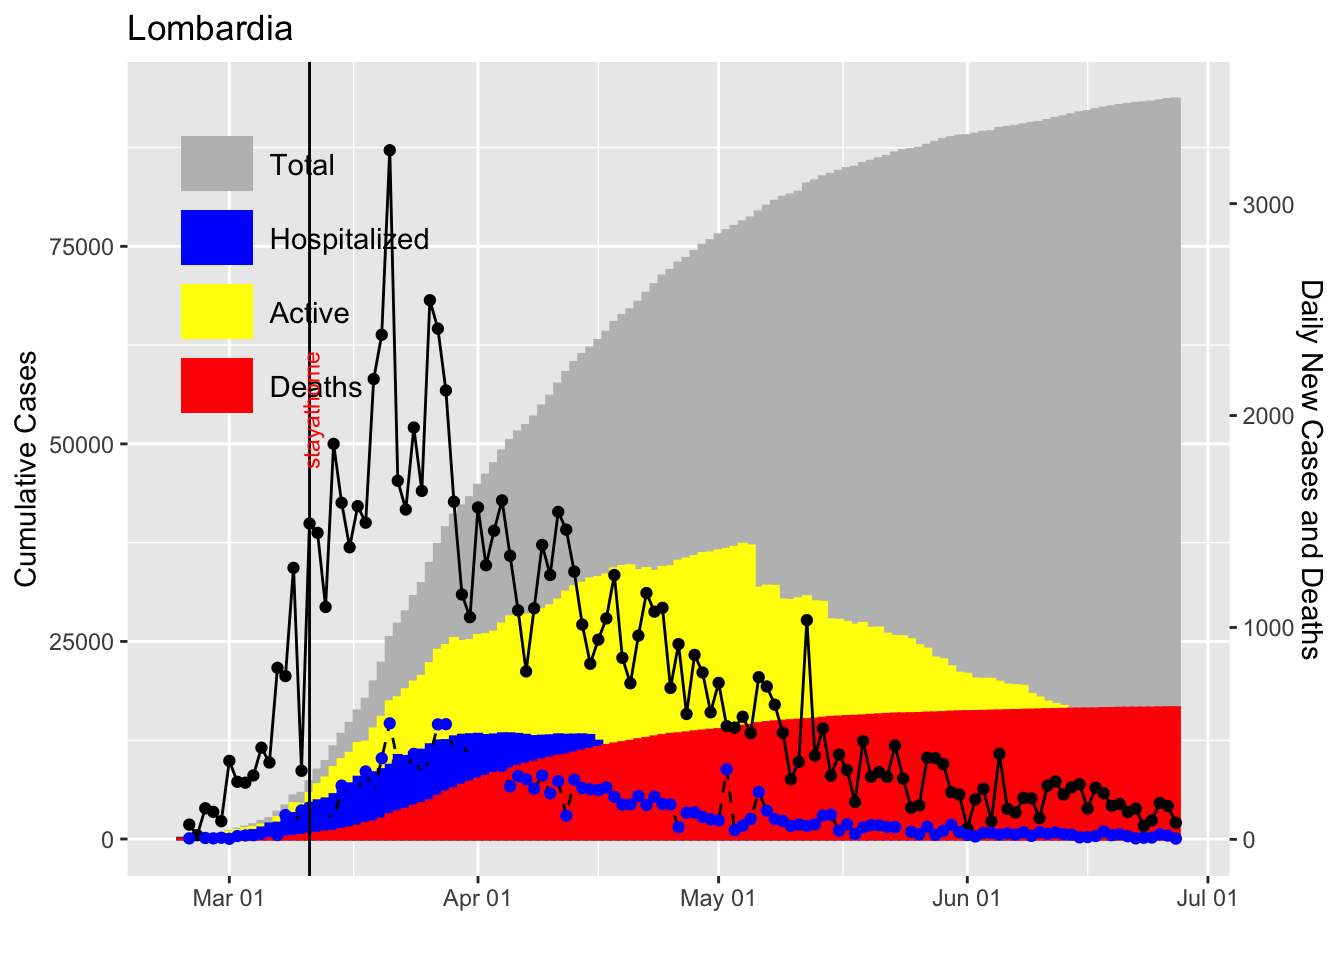 Lombardia
Total
Hospitalized
Active
Deaths
stayathome
Cumulative Cases
75000
50000
25000
0
Daily New Cases and Deaths
3000
2000
1000
0
Mar 01
Apr 01
May 01
Jun 01
Jul 01